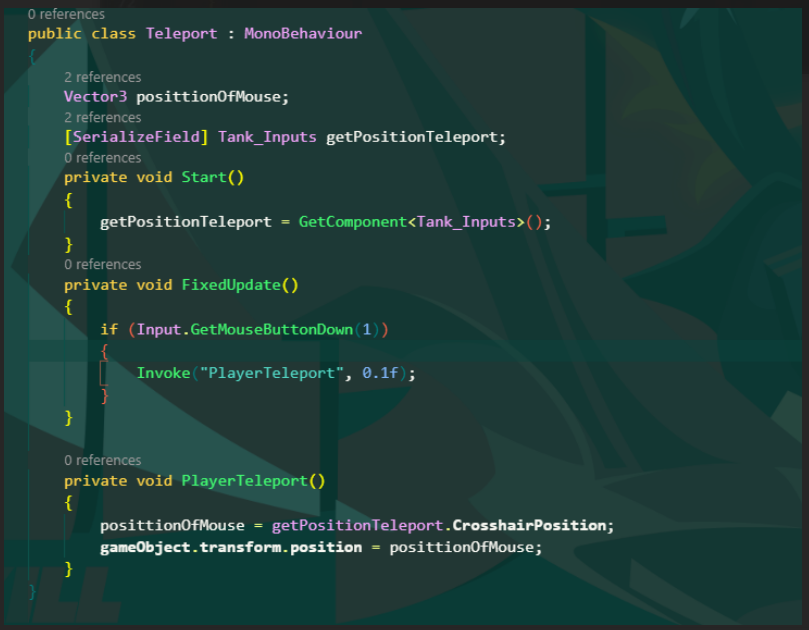 0 references
public class Teleport : MonoBehaviour
{
2 references
Vector3 posittionOfMouse;
2 references
[SerializeField] Tank_Inputs getPositionTeleport;
0 references
private void Start()
{
getPositionTeleport = GetComponent<Tank_Inputs>();
}
0 references
private void FixedUpdate()
{
if (Input.GetMouseButtonDown(1))
{
Invoke("PlayerTeleport", 0.1f);
}
}
0 references
private void PlayerTeleport()
{
posittionOfMouse = getPositionTeleport.CrosshairPosition;
gameObject.transform.position = posittionOfMouse;
}
}